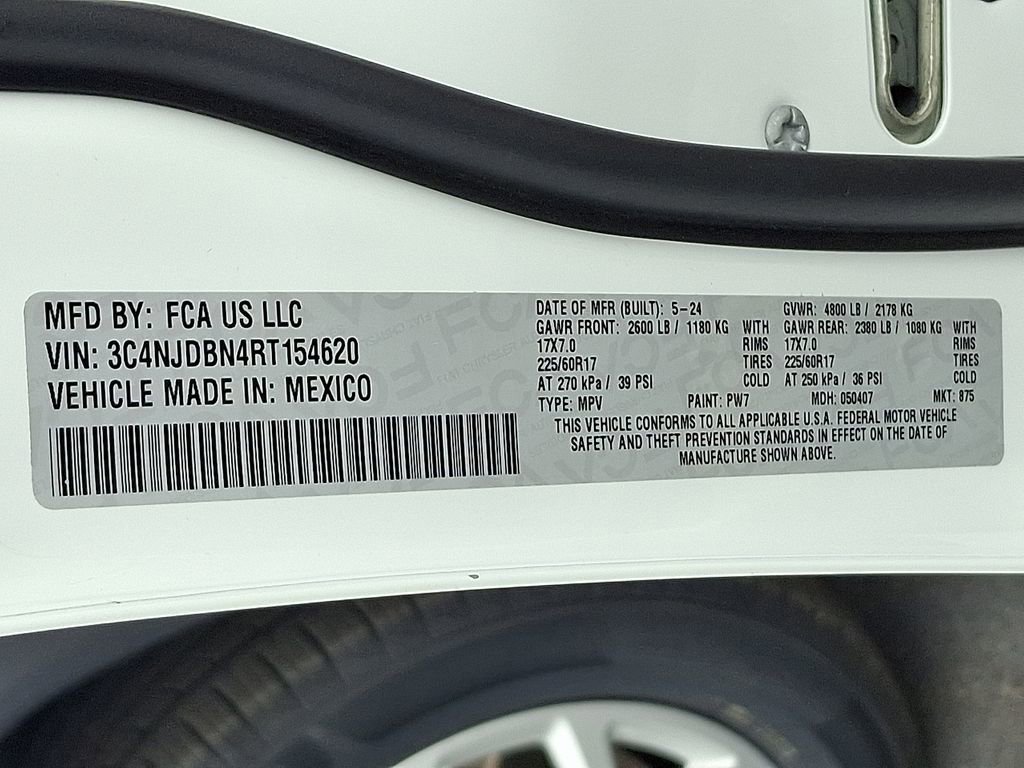 MFD BY: FCA US LLC
VIN: 3C4NJDBN4RT154620
VEHICLE MADE IN: MEXICO
DATE OF MFR (BUILT): 5-24 GVWR: 4800 LB / 2178 KG
GAWR FRONT: 2600 LB / 1180 KG WITH GAWR REAR: 2380 LB / 1080 KG WITH
17X7.0 RIMS 17X7.0 RIMS
225/60R17 TIRES 225/60R17 TIRES
AT 270 kPa / 39 PSI COLD AT 250 kPa / 36 PSI COLD
TYPE: MPV PAINT: PW7 MDH: 050407 MKT: 875
THIS VEHICLE CONFORMS TO ALL APPLICABLE U.S.A. FEDERAL MOTOR VEHICLE
SAFETY AND THEFT PREVENTION STANDARDS IN EFFECT ON THE DATE OF
MANUFACTURE SHOWN ABOVE.